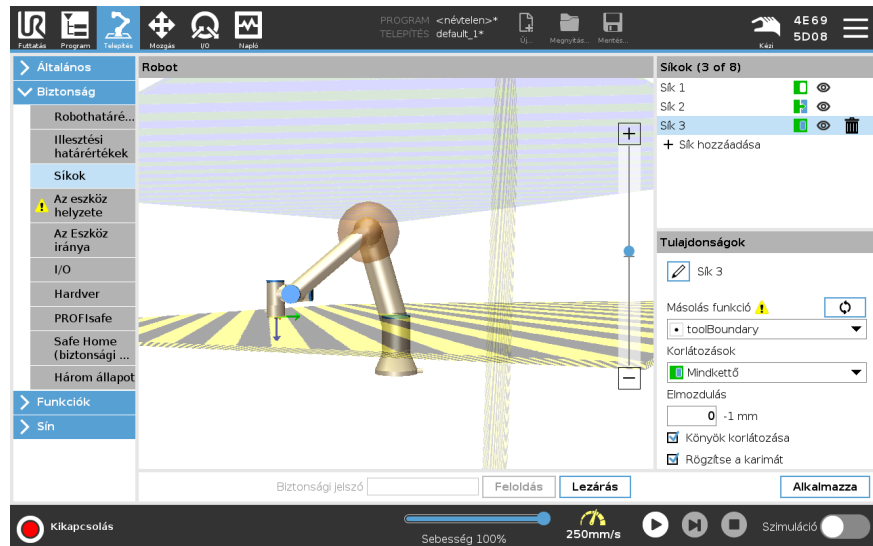 UR
Futtatás
Program
Telepítés
Mozgás
I/O
Napló
PROGRAM <névtelen>*
TELEPÍTÉS default_1*
Új...
Megnyitás...
Mentés...
Kézi
4E69
5D08
Általános
Biztonság
Robothatáré...
Illesztési
határértékek
Síkok
Az eszköz
helyzete
Az Eszköz
iránya
I/O
Hardver
PROFIsafe
Safe Home
(biztonsági ...
Három állapot
Funkciók
Sín
Robot
Síkok (3 of 8)
Sík 1
Sík 2
Sík 3
Sík hozzáadása
Tulajdonságok
Sík 3
Másolás funkció
toolBoundary
Korlátozások
Mindkettő
Elmozdulás
0 -1 mm
Könyök korlátozása
Rögzítse a karimát
Biztonsági jelszó
Feloldás
Lezárás
Alkalmazza
Kikapcsolás
Sebesség 100%
250mm/s
Szimuláció